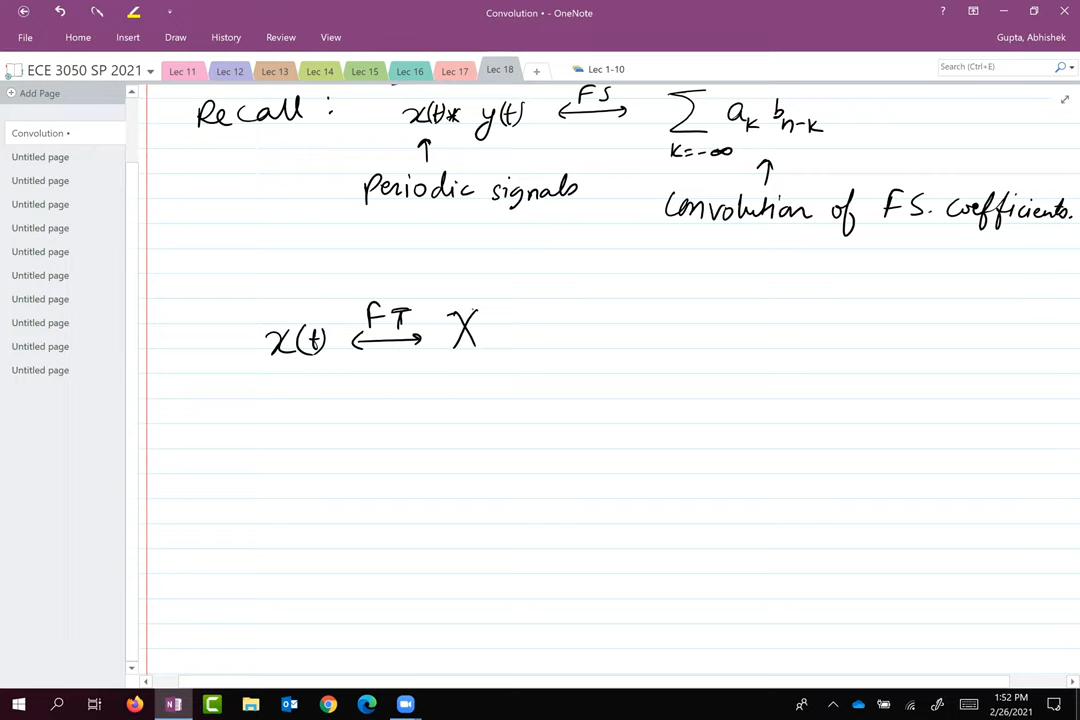 Convolution • - OneNote
File Home Insert Draw History Review View
Gupta, Abhishek
ECE 3050 SP 2021
Lec 11 Lec 12 Lec 13 Lec 14 Lec 15 Lec 16 Lec 17 Lec 18 + Lec 1-10
Search (Ctrl+E)
Add Page
Convolution •
Untitled page
Untitled page
Untitled page
Untitled page
Untitled page
Untitled page
Untitled page
Untitled page
Untitled page
Untitled page
Recall : x(t)* y(t) ⟷ FS ∑ k=-∞ a_k b_n-k
↑ periodic signals
↑ Convolution of FS. coefficients.
x(t) ⟷ FT X
1:52 PM
2/26/2021